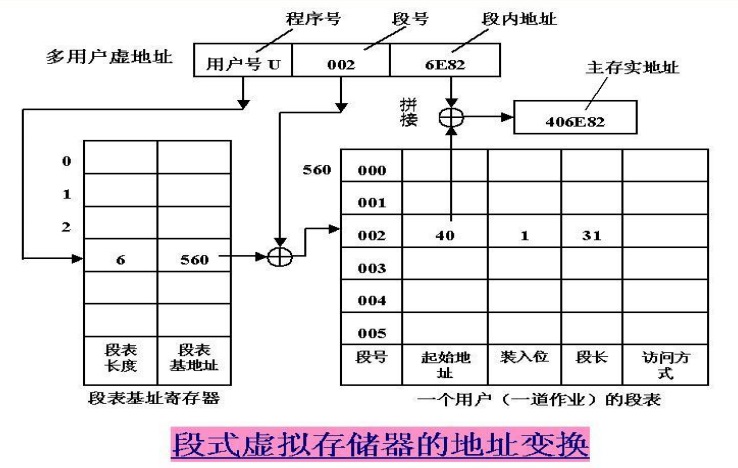 程序号 段号 段内地址
多用户虚地址 用户号 U 002 6E82
主存实地址
拼接
406E82
0
560 000
1
001
2
002 40 1 31
6 560
003
004
005
段表长度 段表基地址
段号 起始地址 装入位 段长 访问方式
段表基址寄存器 一个用户（一道作业）的段表
段式虚拟存储器的地址变换